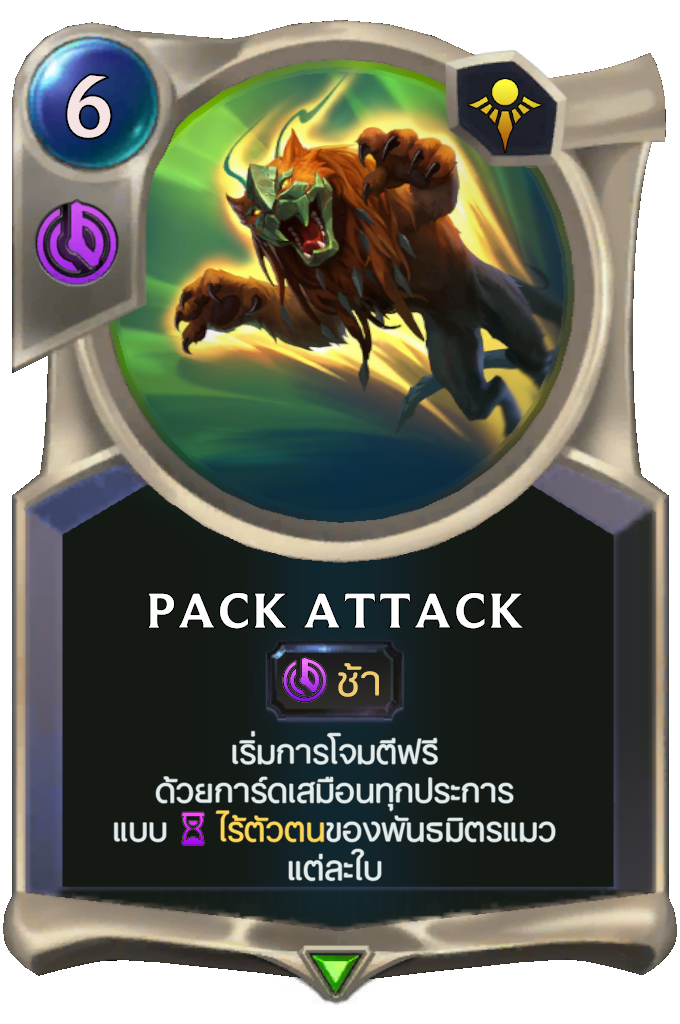 6
PACK ATTACK
ช้า
เริ่มการโจมตีฟรี
ด้วยการ์ดเสมือนทุกประการ
แบบ ไร้ตัวตนของพันธมิตรแมว
แต่ละใบ